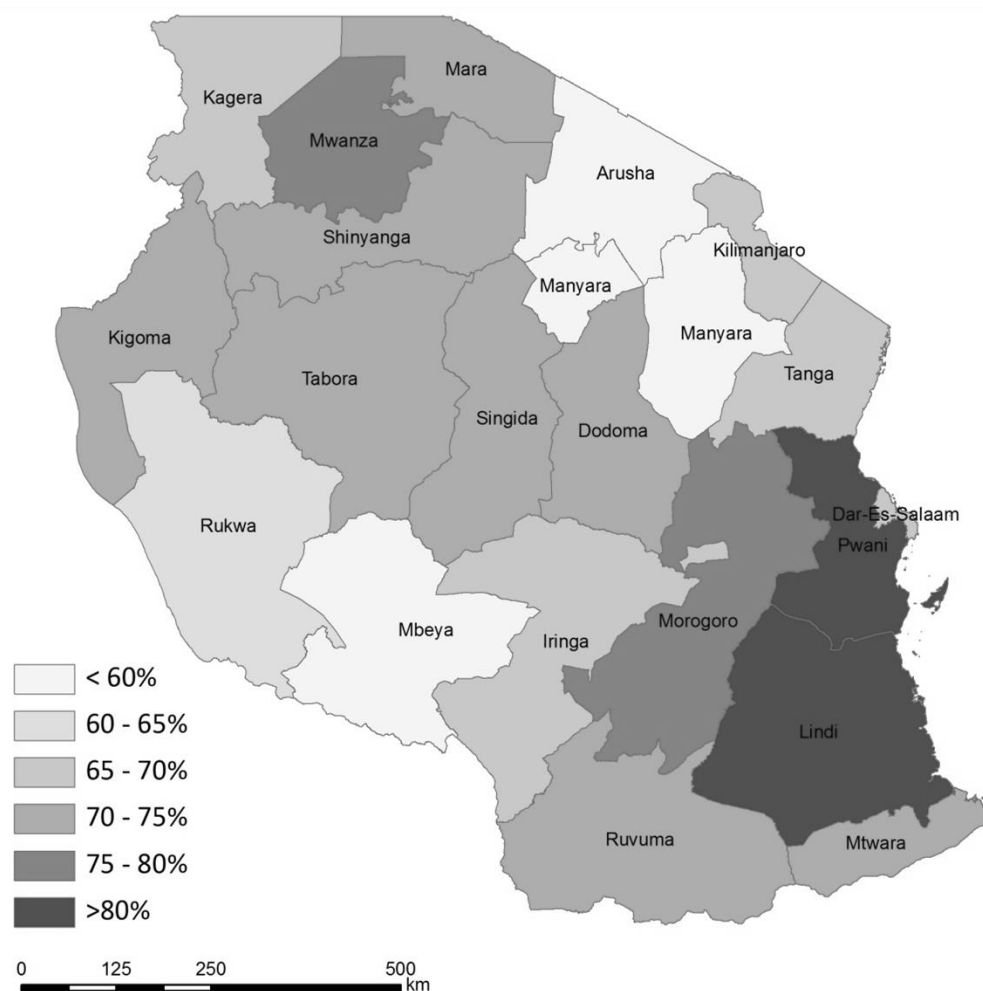 Mara
Kagera
Mwanza
Arusha
Shinyanga
Kilimanjaro
Manyara
Manyara
Kigoma
Tabora
Tanga
Singida
Dodoma
Rukwa
Dar-Es-Salaam
Pwani
Mbeya
Iringa
Morogoro
Lindi
Ruvuma
Mtwara
< 60%
60 - 65%
65 - 70%
70 - 75%
75 - 80%
>80%
0 125 250 500
km